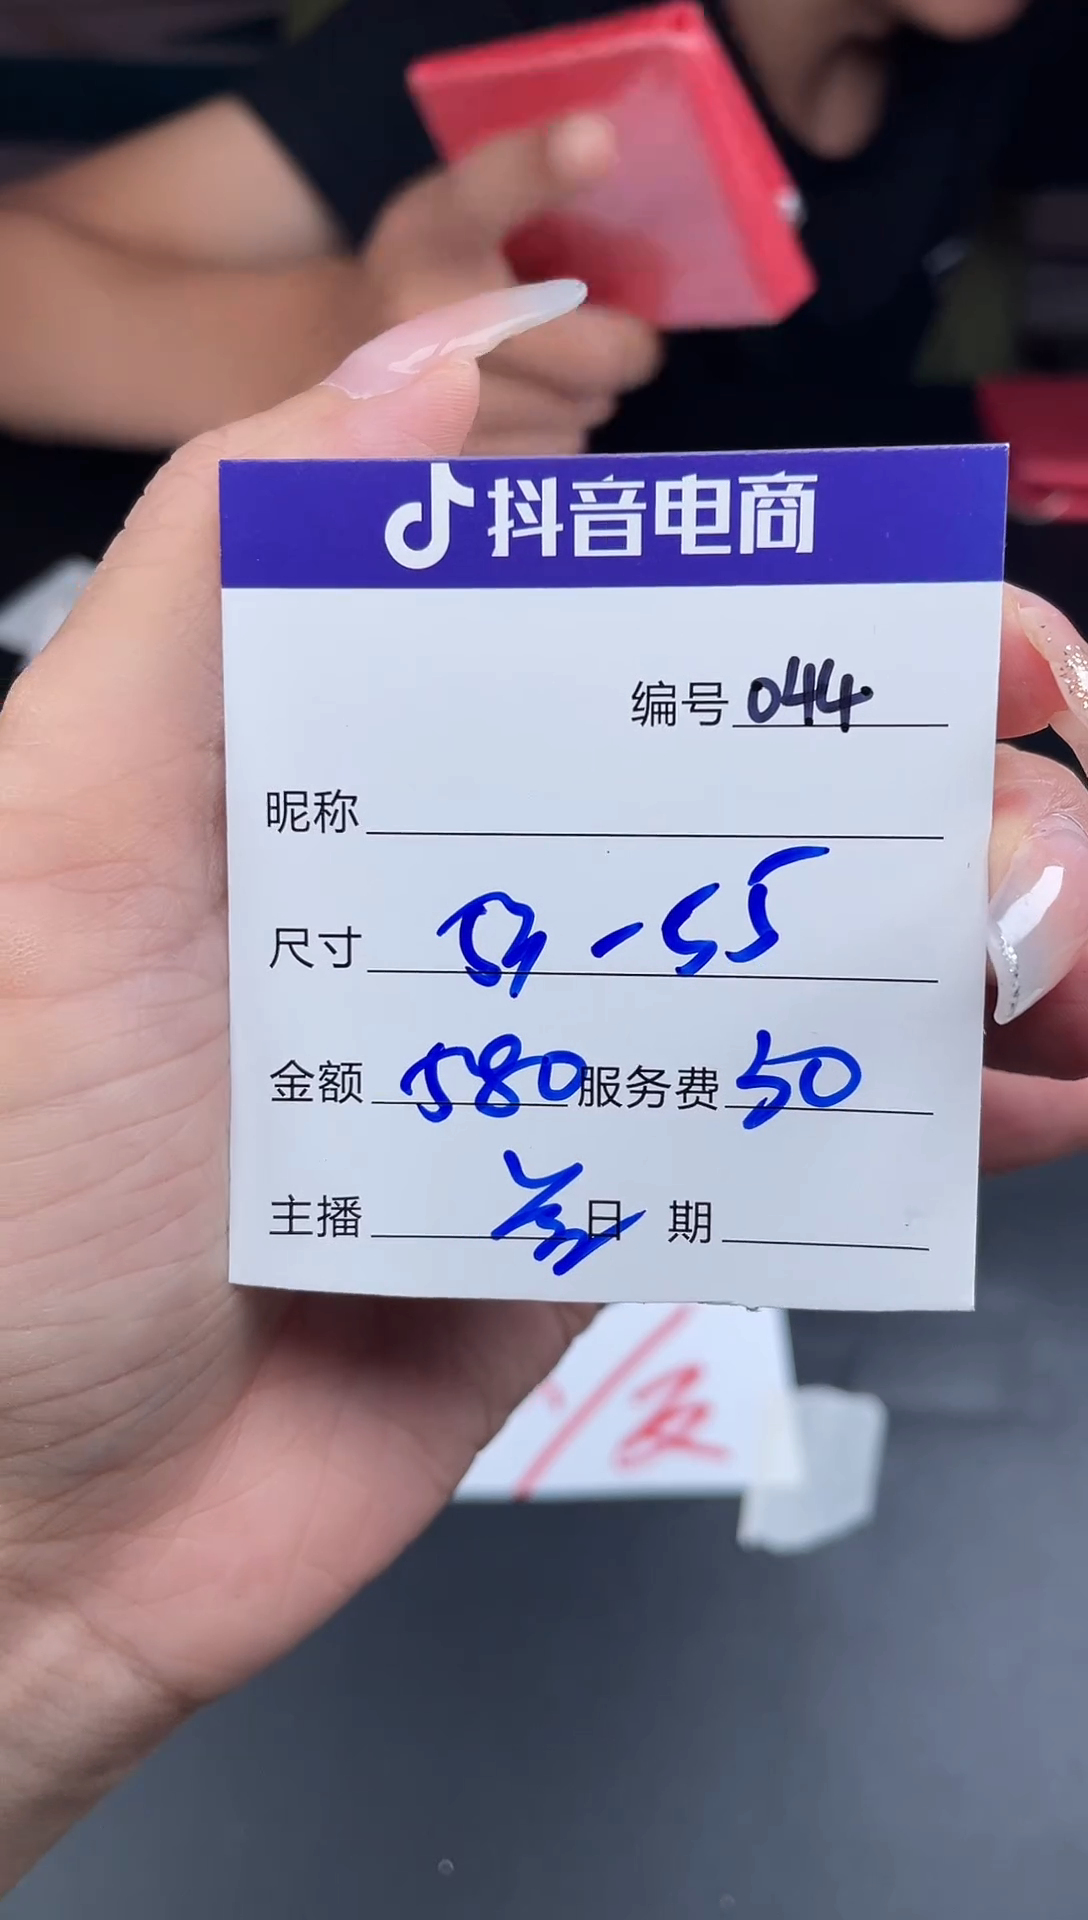 抖音电商
编号 044
昵称
尺寸 54-55
金额 580 服务费 50
主播 日 期